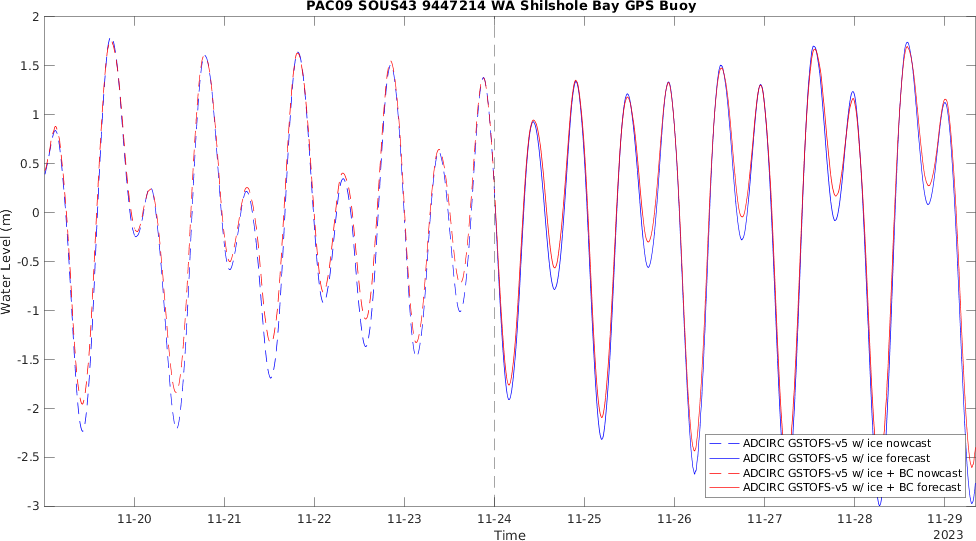 PAC09 SOUS43 9447214 WA Shilshole Bay GPS Buoy
2
1.5
1
0.5
0
-0.5
-1
-1.5
-2
-2.5
-3
Water Level (m)
ADCIRC GSTOFS-v5 w/ ice nowcast
ADCIRC GSTOFS-v5 w/ ice forecast
ADCIRC GSTOFS-v5 w/ ice + BC nowcast
ADCIRC GSTOFS-v5 w/ ice + BC forecast
11-20 11-21 11-22 11-23 11-24 11-25 11-26 11-27 11-28 11-29
Time 2023